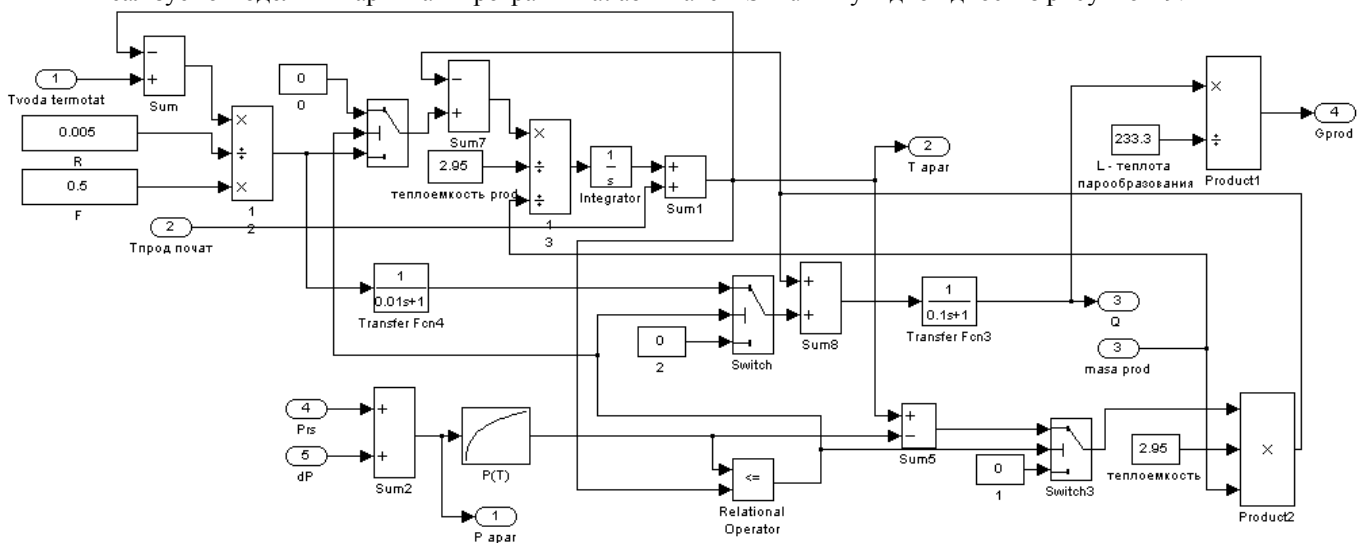 Tvoda termotat
1
−
+
Sum
0.005
R
0.5
F
×
÷
×
1
2
2
Tпрод почат
0
0
−
+
Sum7
2.95
теплоемкость prod
×
÷
÷
1
3
1
s
Integrator
+
+
Sum1
2
T apar
233.3
L - теплота
парообразования
×
÷
Product1
4
Gprod
1
0.01s+1
Transfer Fcn4
0
2
Switch
+
+
Sum8
1
0.1s+1
Transfer Fcn3
3
Q
3
masa prod
4
Prs
5
dP
+
+
Sum2
P(T)
1
P apar
<=
Relational
Operator
+
−
Sum5
0
1
Switch3
2.95
теплоемкость
×
Product2